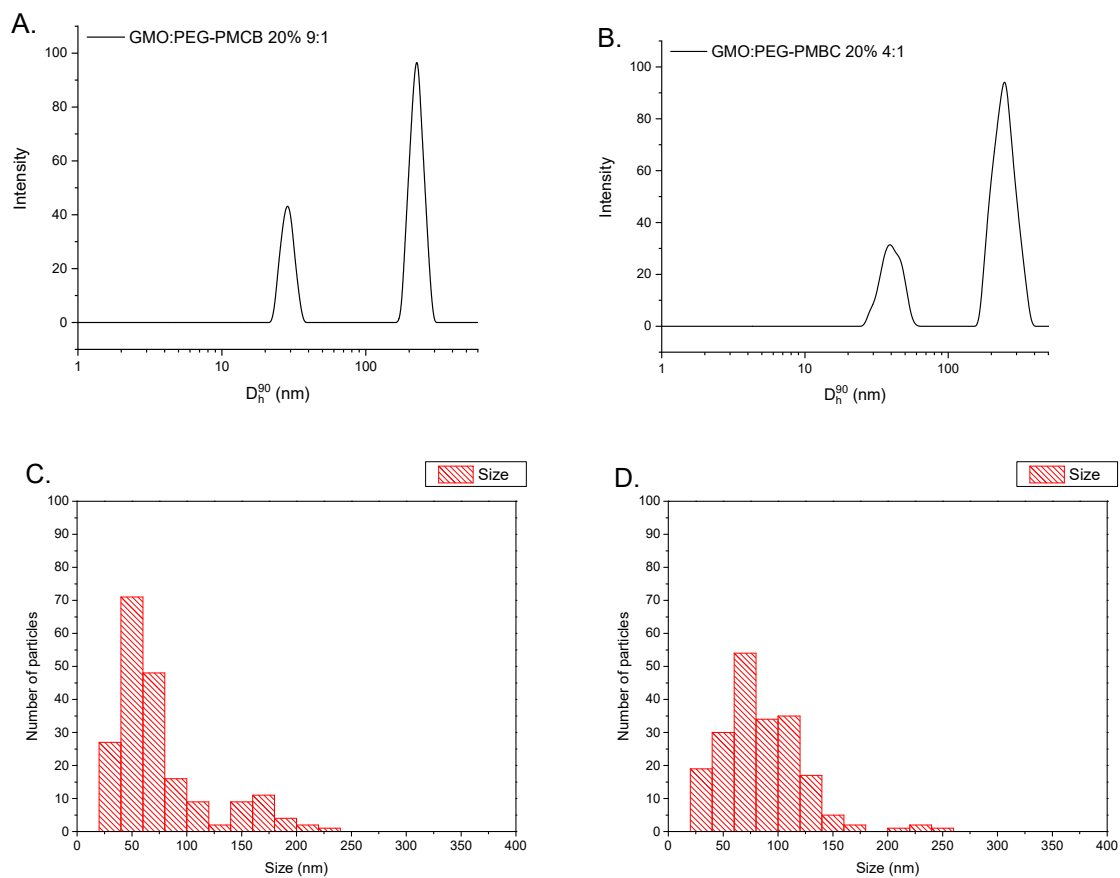 A.
GMO:PEG-PMCB 20% 9:1
100
80
60
40
20
0
Intensity
1
10
100
D_h^90 (nm)
B.
GMO:PEG-PMBC 20% 4:1
100
80
60
40
20
0
Intensity
1
10
100
D_h^90 (nm)
C.
Size
100
90
80
70
60
50
40
30
20
10
0
Number of particles
0 50 100 150 200 250 300 350 400
Size (nm)
D.
Size
100
90
80
70
60
50
40
30
20
10
0
Number of particles
0 50 100 150 200 250 300 350 400
Size (nm)